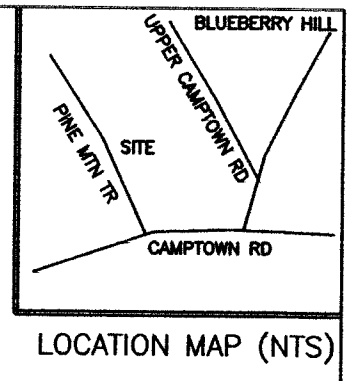 BLUEBERRY HILL
UPPER CAMPTOWN RD
PINE MTN TR
SITE
CAMPTOWN RD
LOCATION MAP (NTS)